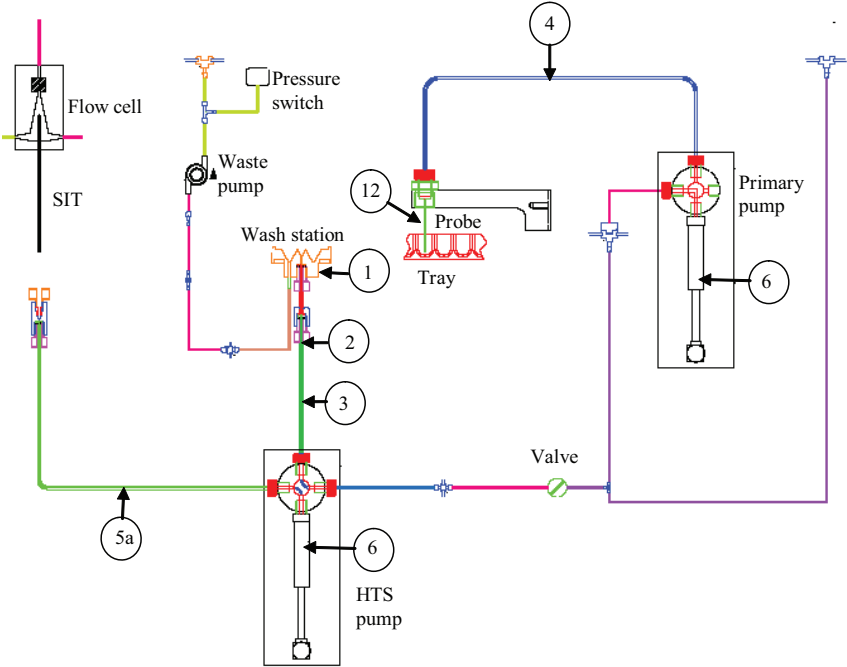 4
Pressure
switch
Flow cell
Waste
pump
Primary
pump
12
SIT
Probe
Wash station
Tray
1
6
2
3
Valve
5a
6
HTS
pump